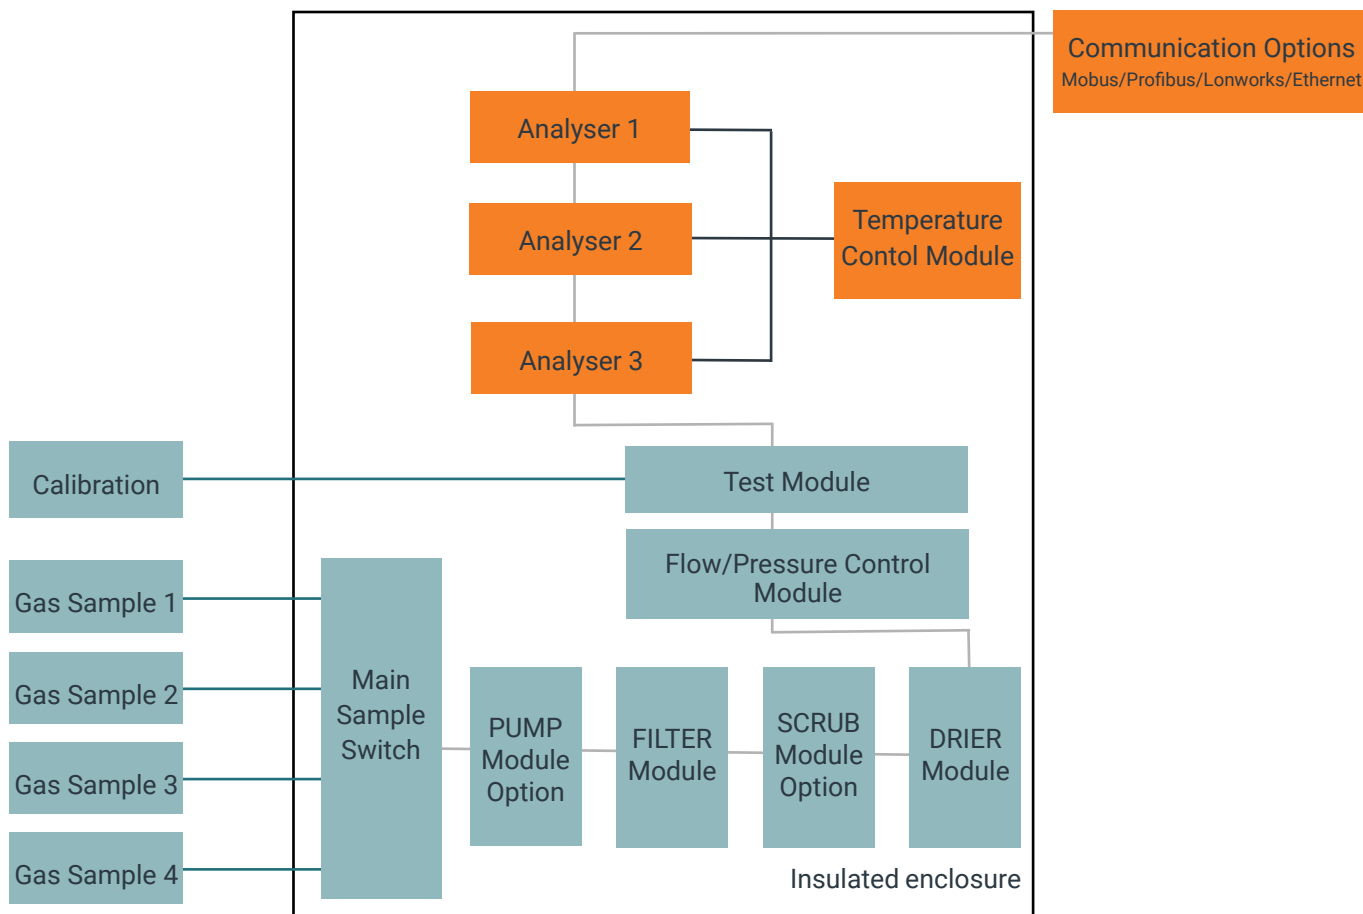 Communication Options
Mobus/Profibus/Lonworks/Ethernet
Analyser 1
Temperature
Contol Module
Analyser 2
Analyser 3
Calibration
Test Module
Flow/Pressure Control
Module
Gas Sample 1
Gas Sample 2
Gas Sample 3
Gas Sample 4
Main
Sample
Switch
PUMP
Module
Option
FILTER
Module
SCRUB
Module
Option
DRIER
Module
Insulated enclosure